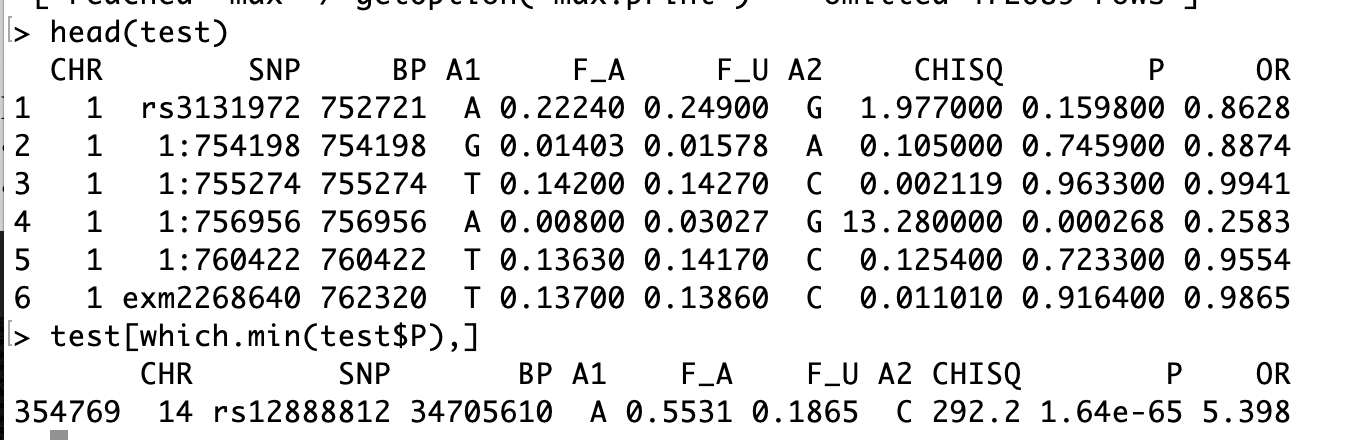 > head(test)
CHR SNP BP A1 F_A F_U A2 CHISQ P OR
1 1 rs3131972 752721 A 0.22240 0.24900 G 1.977000 0.159800 0.8628
2 1 1:754198 754198 G 0.01403 0.01578 A 0.105000 0.745900 0.8874
3 1 1:755274 755274 T 0.14200 0.14270 C 0.002119 0.963300 0.9941
4 1 1:756956 756956 A 0.00800 0.03027 G 13.280000 0.000268 0.2583
5 1 1:760422 760422 T 0.13630 0.14170 C 0.125400 0.723300 0.9554
6 1 exm2268640 762320 T 0.13700 0.13860 C 0.011010 0.916400 0.9865
> test[which.min(test$P),]
CHR SNP BP A1 F_A F_U A2 CHISQ P OR
354769 14 rs12888812 34705610 A 0.5531 0.1865 C 292.2 1.64e-65 5.398